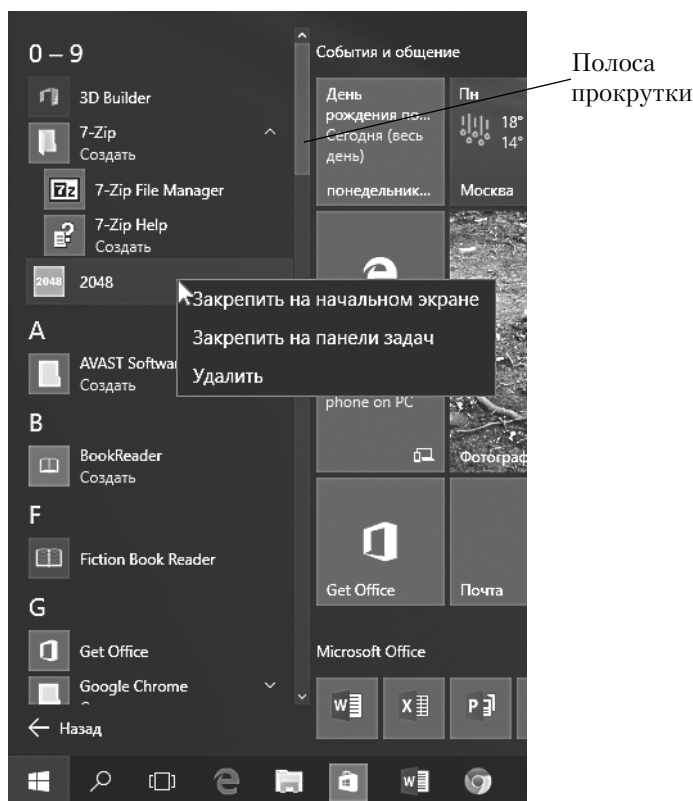 0 – 9
3D Builder
7-Zip
Создать
7-Zip File Manager
7-Zip Help
Создать
2048
2048
A
AVAST Softwa
Создать
B
BookReader
Создать
F
Fiction Book Reader
G
Get Office
Google Chrome
Назад
Закрепить на начальном экране
Закрепить на панели задач
Удалить
События и общение
День
рождения по...
Сегодня (весь
день)
понедельник...
Пн
18°
14°
Москва
phone on PC
Фотограф
Get Office
Почта
Microsoft Office
Полоса
прокрутки